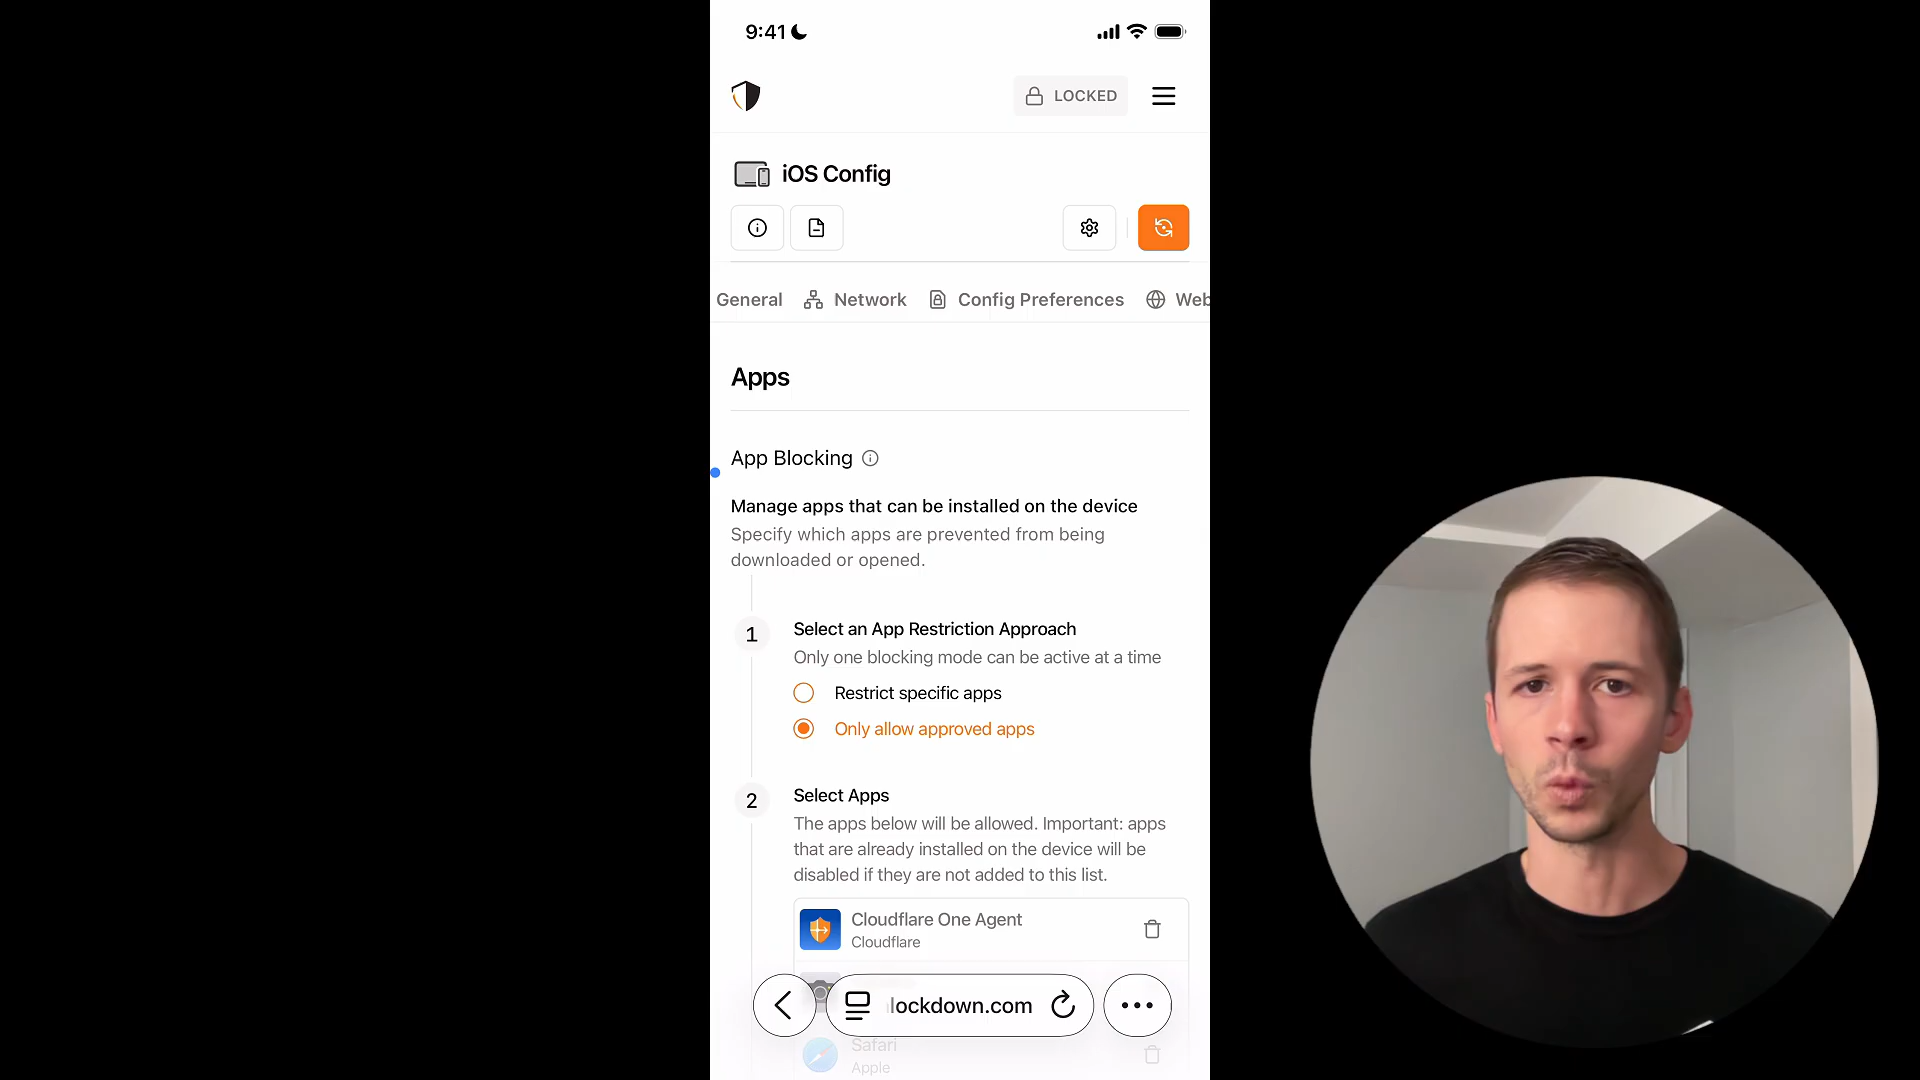 9:41
LOCKED
iOS Config
General
Network
Config Preferences
Web
Apps
App Blocking
Manage apps that can be installed on the device
Specify which apps are prevented from being
downloaded or opened.
1
Select an App Restriction Approach
Only one blocking mode can be active at a time
Restrict specific apps
Only allow approved apps
2
Select Apps
The apps below will be allowed. Important: apps
that are already installed on the device will be
disabled if they are not added to this list.
Cloudflare One Agent
Cloudflare
lockdown.com
Safari
Apple